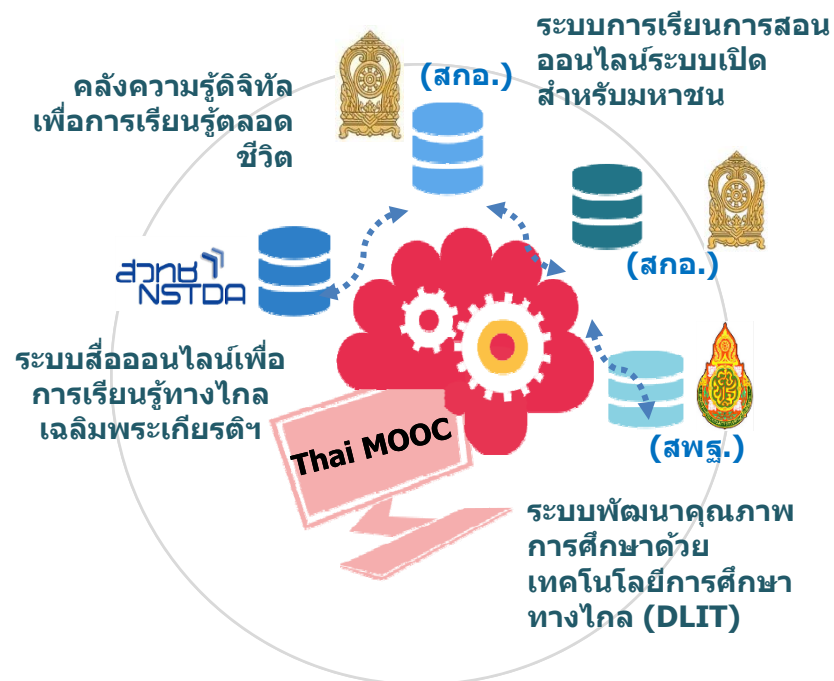 ระบบการเรียนการสอน
ออนไลน์ระบบเปิด
สำหรับมหาชน
(สกอ.)
คลังความรู้ดิจิทัล
เพื่อการเรียนรู้ตลอด
ชีวิต
(สกอ.)
สวทช
NSTDA
ระบบสื่อออนไลน์เพื่อ
การเรียนรู้ทางไกล
เฉลิมพระเกียรติฯ
Thai MOOC
(สพฐ.)
ระบบพัฒนาคุณภาพ
การศึกษาด้วย
เทคโนโลยีการศึกษา
ทางไกล (DLIT)